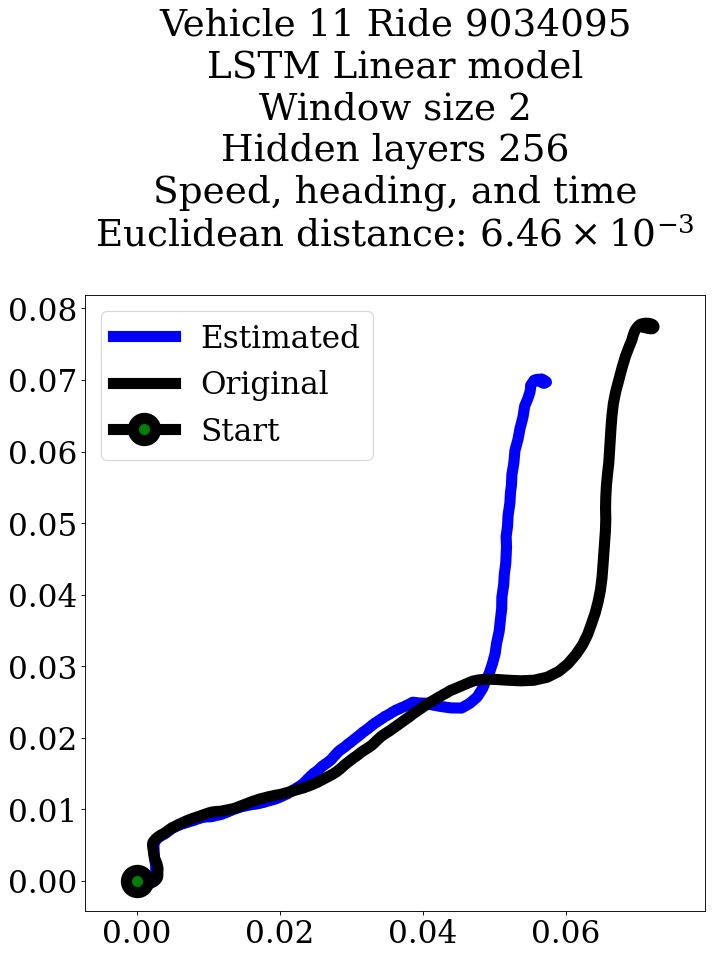 Vehicle 11 Ride 9034095
LSTM Linear model
Window size 2
Hidden layers 256
Speed, heading, and time
Euclidean distance: 6.46 × 10⁻³
0.08
0.07
0.06
0.05
0.04
0.03
0.02
0.01
0.00
Estimated
Original
Start
0.00 0.02 0.04 0.06